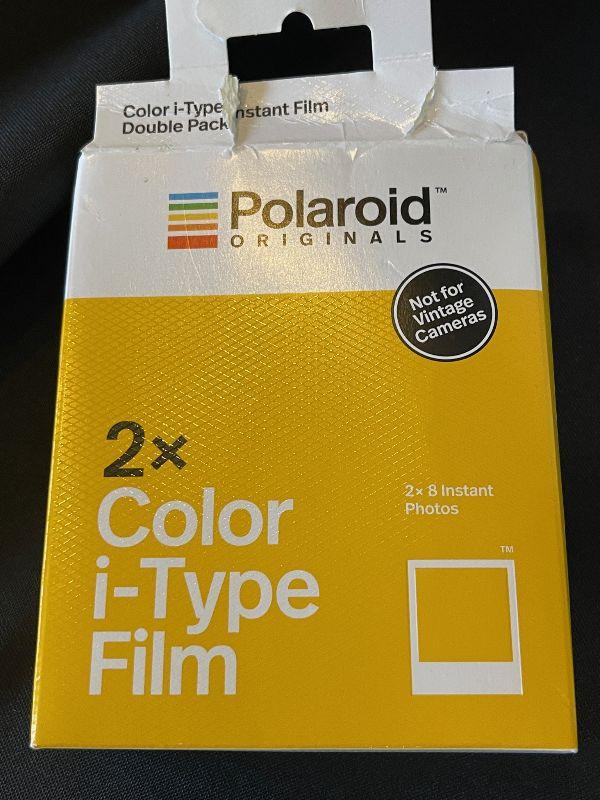 Color i-Type Instant Film
Double Pack
Polaroid™
ORIGINALS
Not for
Vintage
Cameras
2×
Color
i-Type
Film
2× 8 Instant
Photos
™